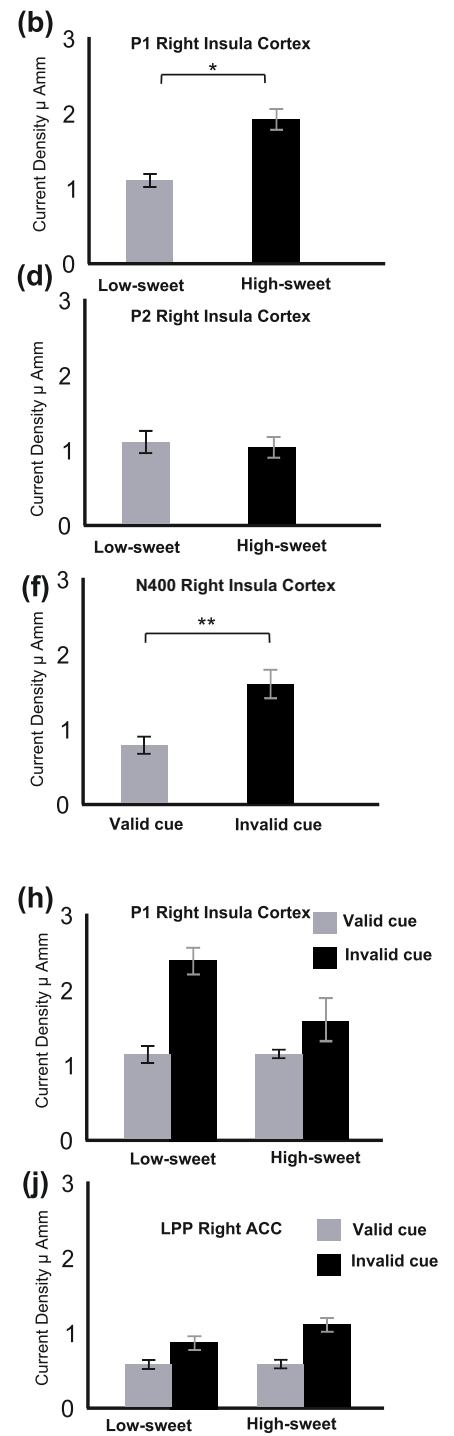 (b)
P1 Right Insula Cortex
*
3
2
1
0
Current Density µ Amm
Low-sweet High-sweet
(d)
P2 Right Insula Cortex
3
2
1
0
Current Density µ Amm
Low-sweet High-sweet
(f)
N400 Right Insula Cortex
**
3
2
1
0
Current Density µ Amm
Valid cue Invalid cue
(h)
P1 Right Insula Cortex
Valid cue
Invalid cue
3
2
1
0
Current Density µ Amm
Low-sweet High-sweet
(j)
LPP Right ACC
Valid cue
Invalid cue
3
2
1
0
Current Density µ Amm
Low-sweet High-sweet